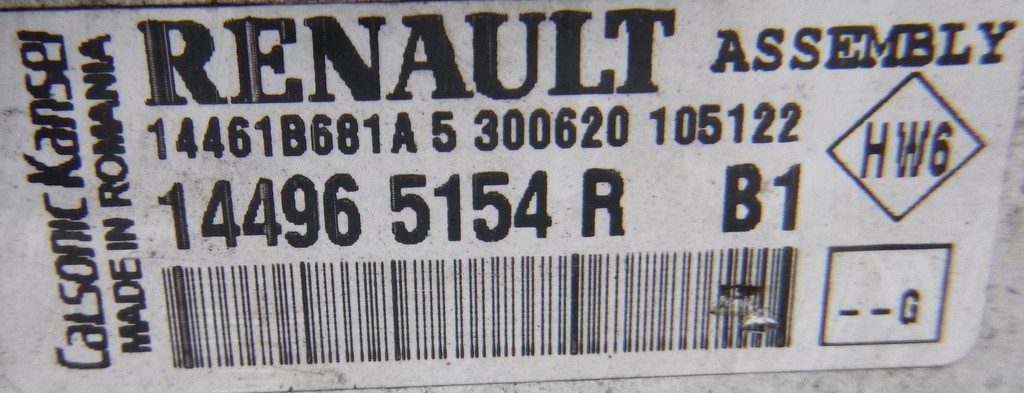 Calsonic Kansei
MADE IN ROMANIA
RENAULT
ASSEMBLY
14461B681A 5 300620 105122
14496 5154 R B1
HW6
--G